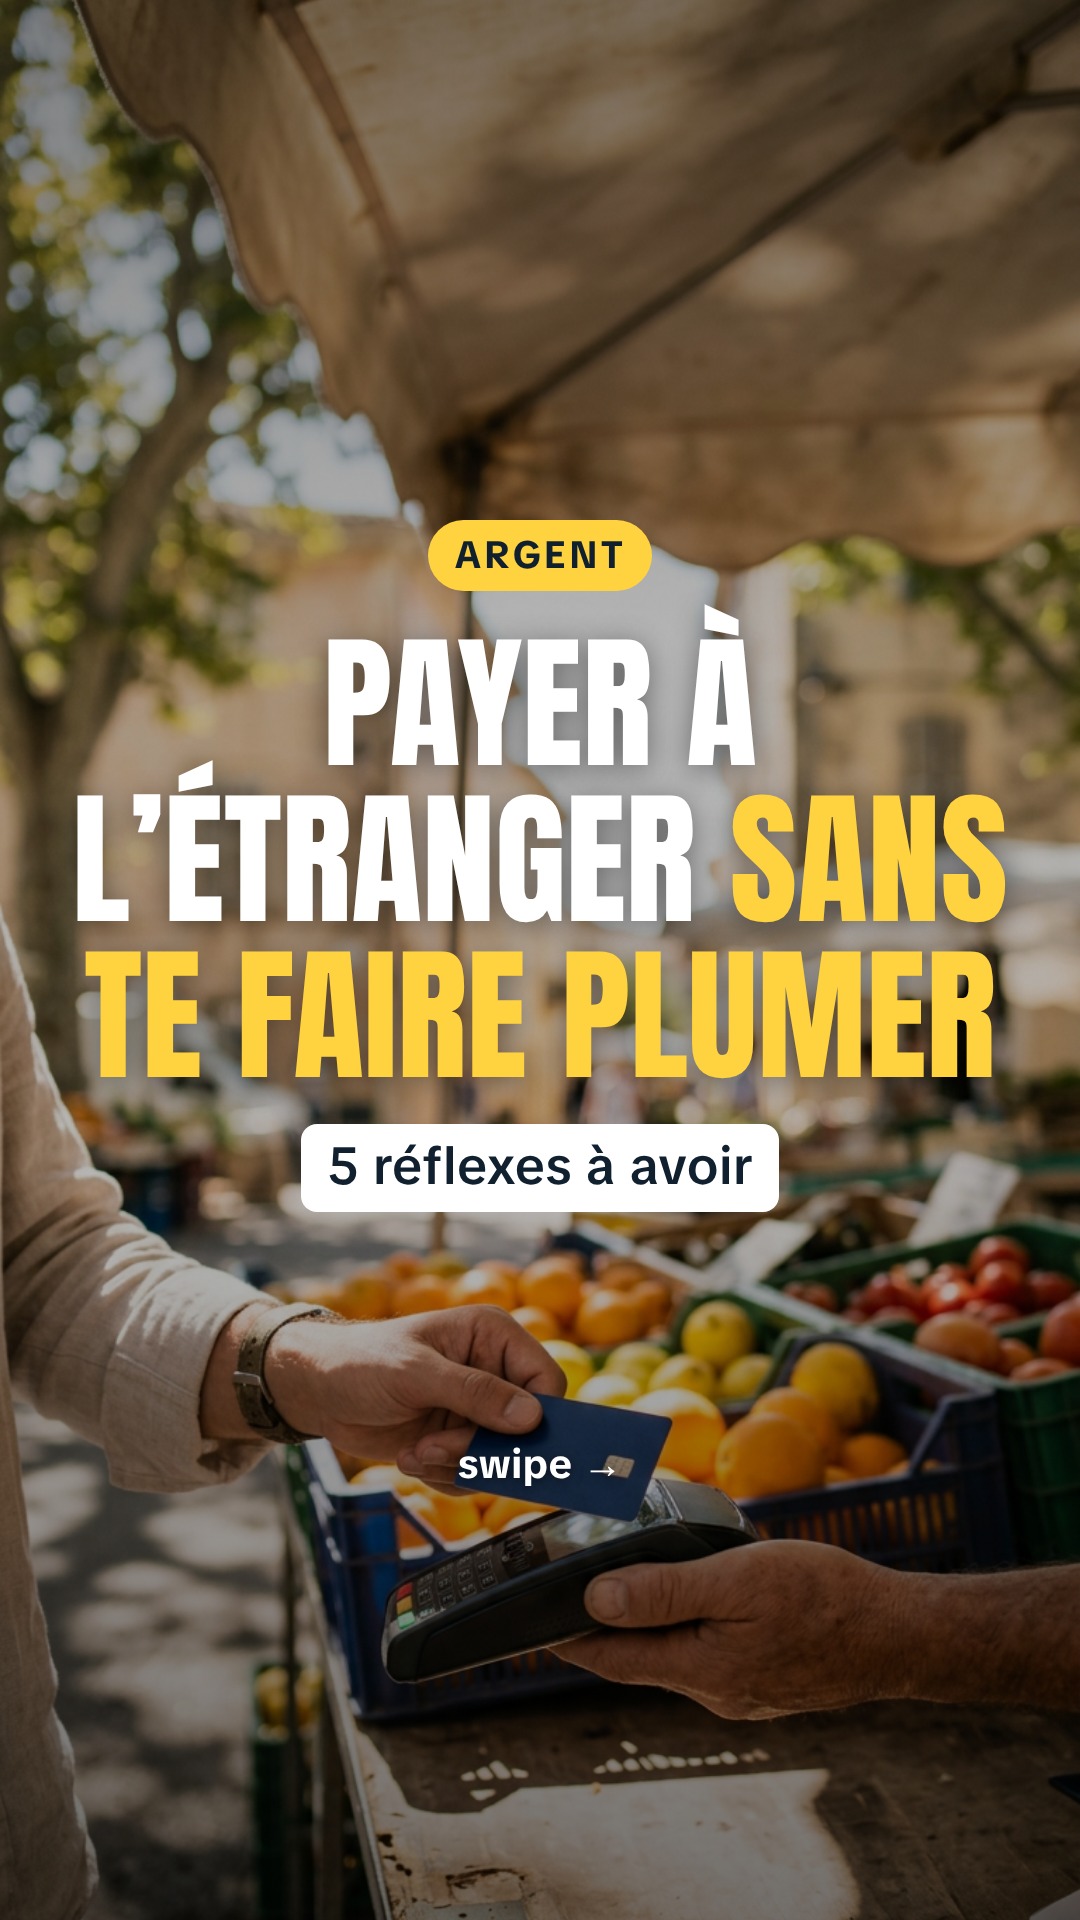 ARGENT
PAYER À
L’ÉTRANGER SANS
TE FAIRE PLUMER
5 réflexes à avoir
swipe →